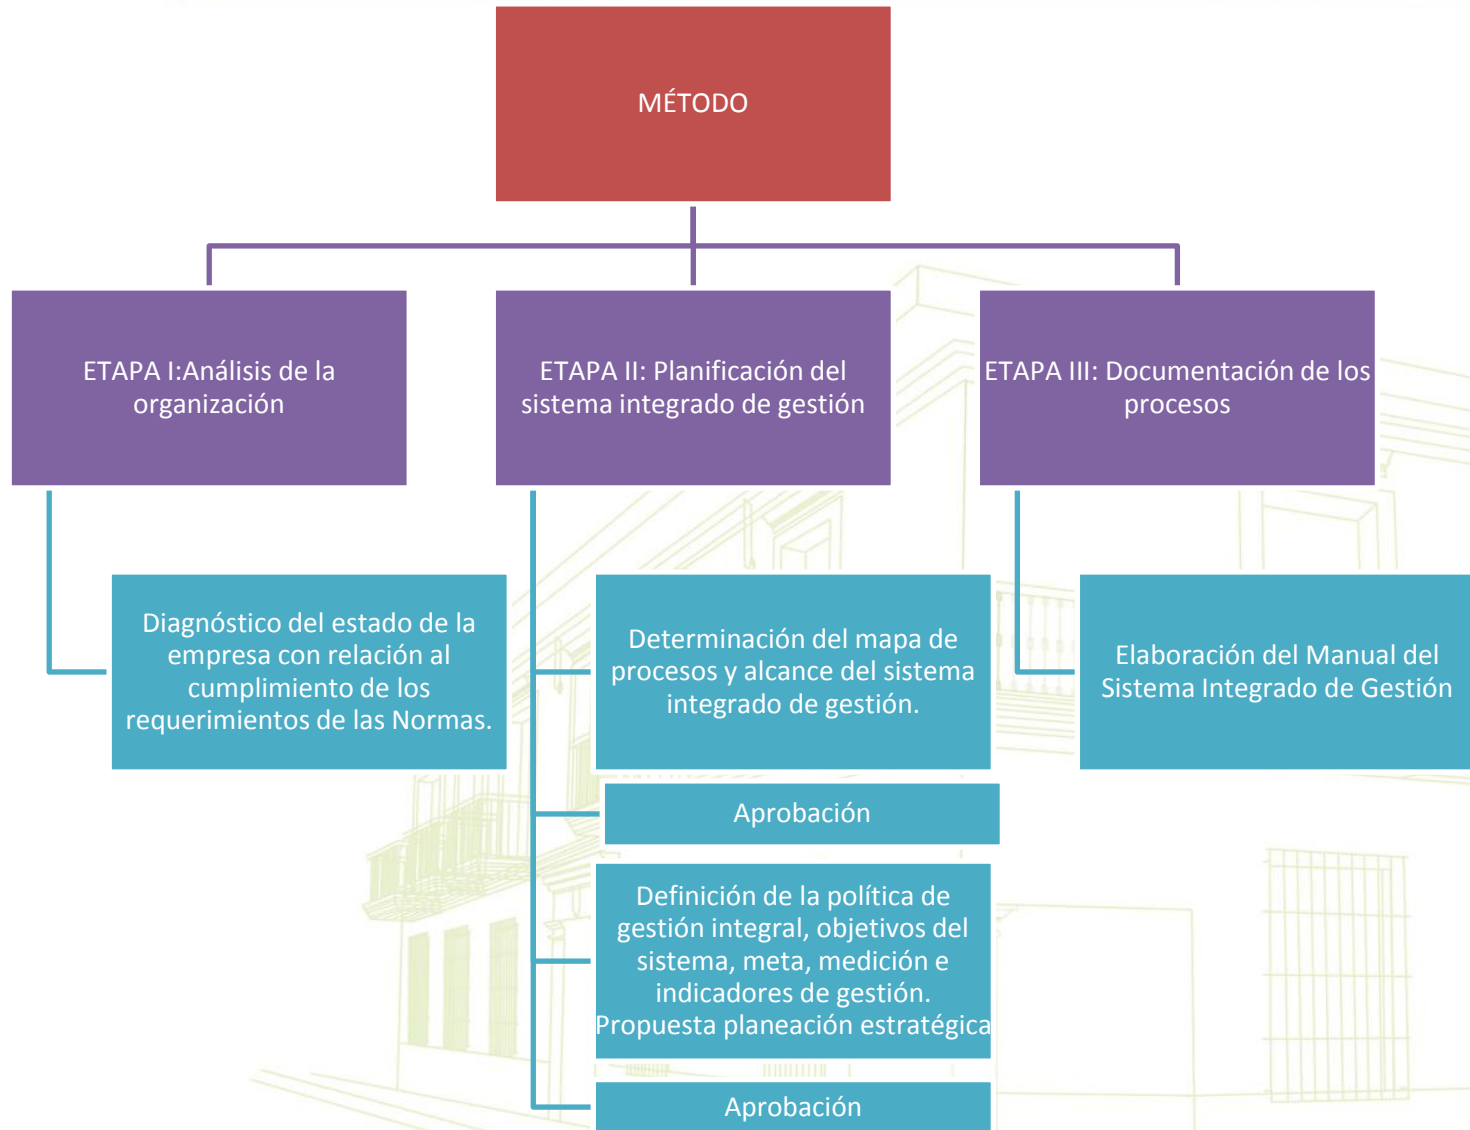 MÉTODO
ETAPA I:Análisis de la
organización
ETAPA II: Planificación del
sistema integrado de gestión
ETAPA III: Documentación de los
procesos
Diagnóstico del estado de la
empresa con relación al
cumplimiento de los
requerimientos de las Normas.
Determinación del mapa de
procesos y alcance del sistema
integrado de gestión.
Aprobación
Definición de la política de
gestión integral, objetivos del
sistema, meta, medición e
indicadores de gestión.
Propuesta planeación estratégica
Aprobación
Elaboración del Manual del
Sistema Integrado de Gestión